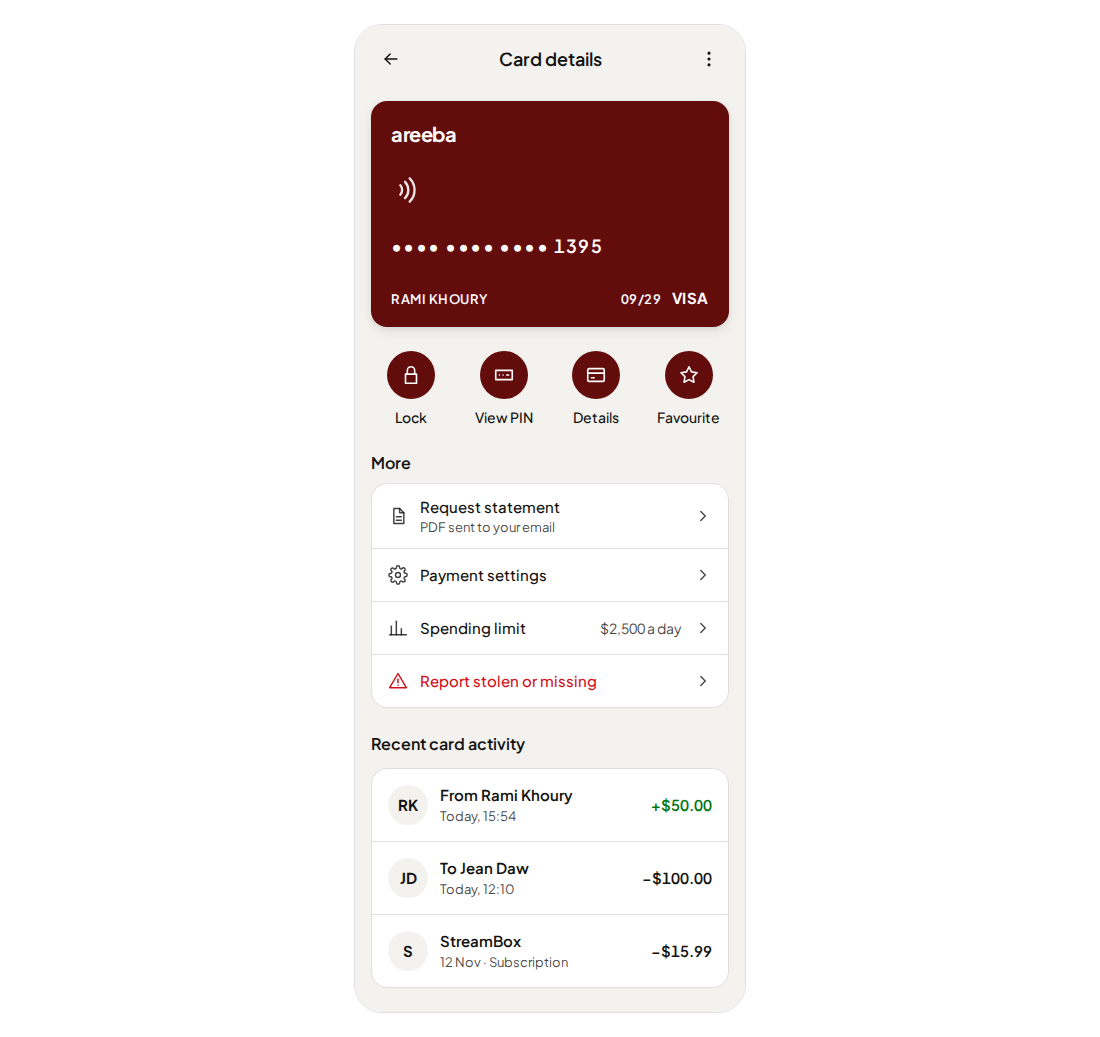 Card details
areeba
•••• •••• •••• 1395
RAMI KHOURY 09/29 VISA
Lock View PIN Details Favourite
More
Request statement
PDF sent to your email
Payment settings
Spending limit $2,500 a day
Report stolen or missing
Recent card activity
RK From Rami Khoury +$50.00
Today, 15:54
JD To Jean Daw −$100.00
Today, 12:10
S StreamBox −$15.99
12 Nov · Subscription